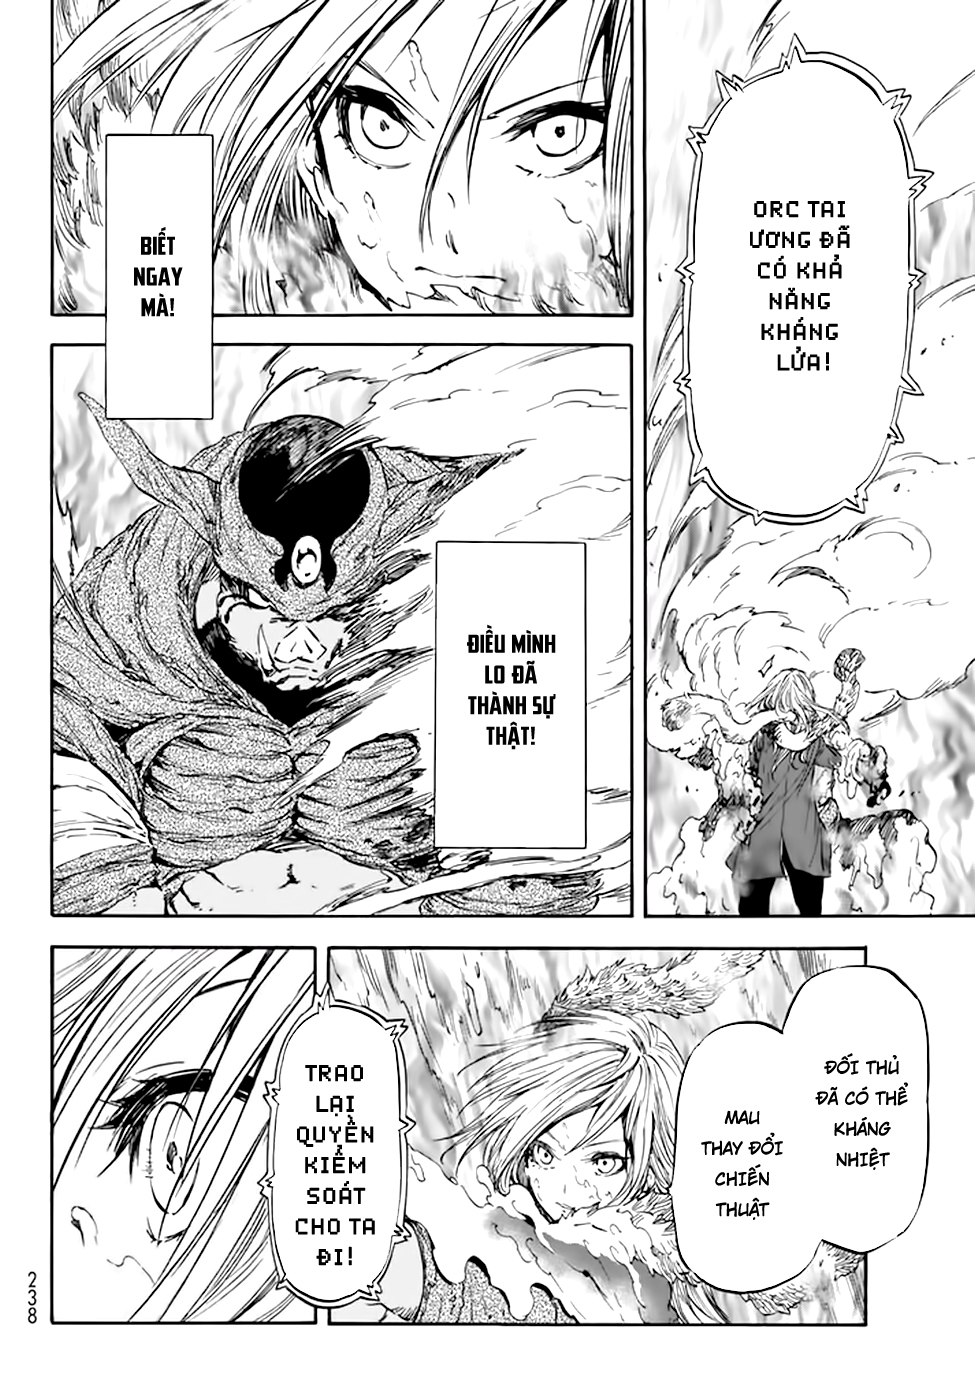 ORC TAI
ƯƠNG ĐÃ
CÓ KHẢ
NĂNG
KHÁNG
LỬA!
BIẾT
NGAY
MÀ!
ĐIỀU MÌNH
LO ĐÃ
THÀNH SỰ
THẬT!
ĐỐI THỦ
ĐÃ CÓ THỂ
KHÁNG
NHIỆT
MAU
THAY ĐỔI
CHIẾN
THUẬT
TRAO
LẠI
QUYỀN
KIỂM
SOÁT
CHO TA
ĐI!
238